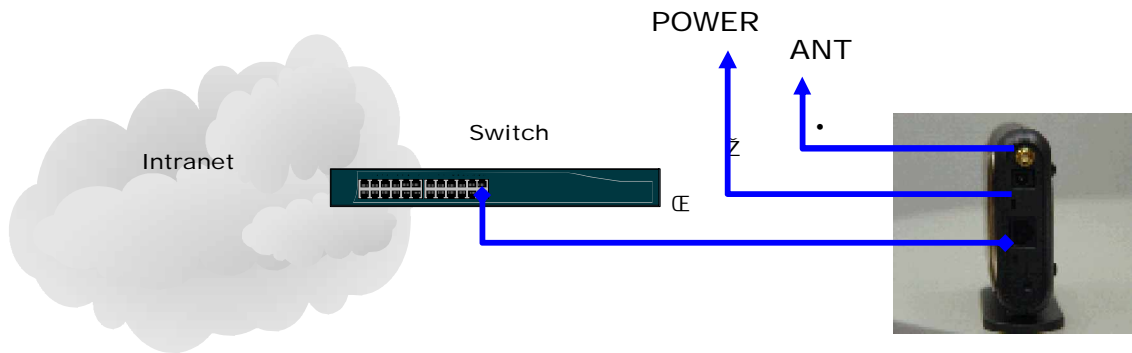 POWER
ANT
•
Switch
Ž
Intranet
Œ